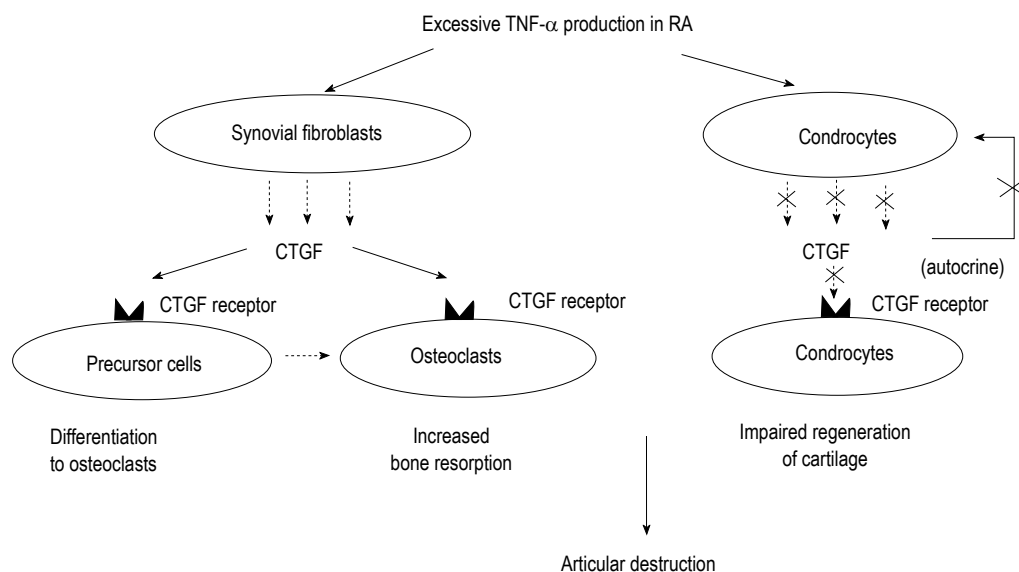 Excessive TNF-α production in RA
Synovial fibroblasts
Condrocytes
CTGF
CTGF
(autocrine)
CTGF receptor
CTGF receptor
CTGF receptor
Precursor cells
Osteoclasts
Condrocytes
Differentiation
to osteoclasts
Increased
bone resorption
Impaired regeneration
of cartilage
Articular destruction